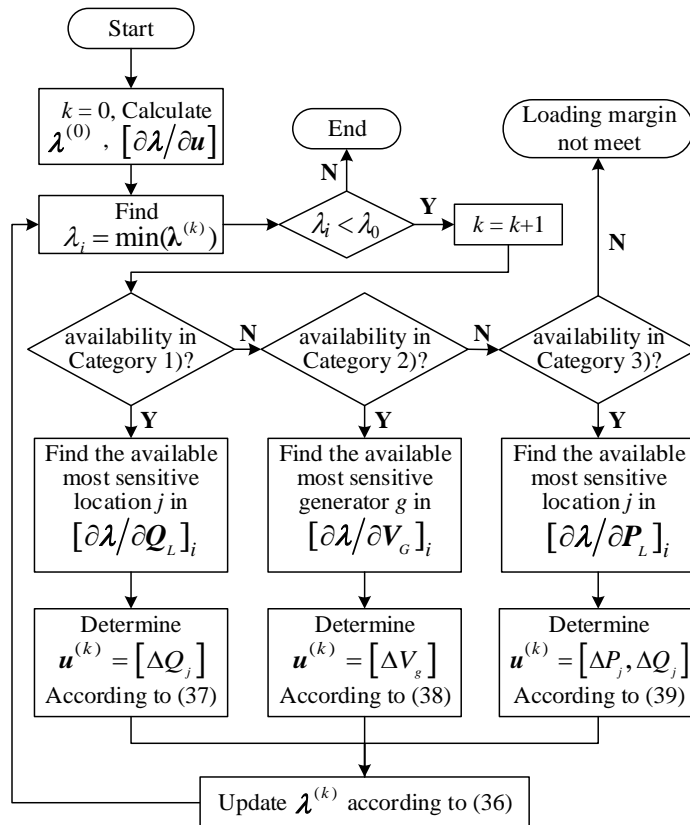 Start
k = 0, Calculate
λ^(0) , [∂λ/∂u]
Find
λ_i = min(λ^(k))
End
N
λ_i < λ_0
Y
k = k+1
Loading margin
not meet
N
availability in
Category 1)?
N
availability in
Category 2)?
N
availability in
Category 3)?
Y
Y
Y
Find the available
most sensitive
location j in
[∂λ/∂Q_L]_i
Find the available
most sensitive
generator g in
[∂λ/∂V_G]_i
Find the available
most sensitive
location j in
[∂λ/∂P_L]_i
Determine
u^(k) = [ΔQ_j]
According to (37)
Determine
u^(k) = [ΔV_g]
According to (38)
Determine
u^(k) = [ΔP_j, ΔQ_j]
According to (39)
Update λ^(k) according to (36)